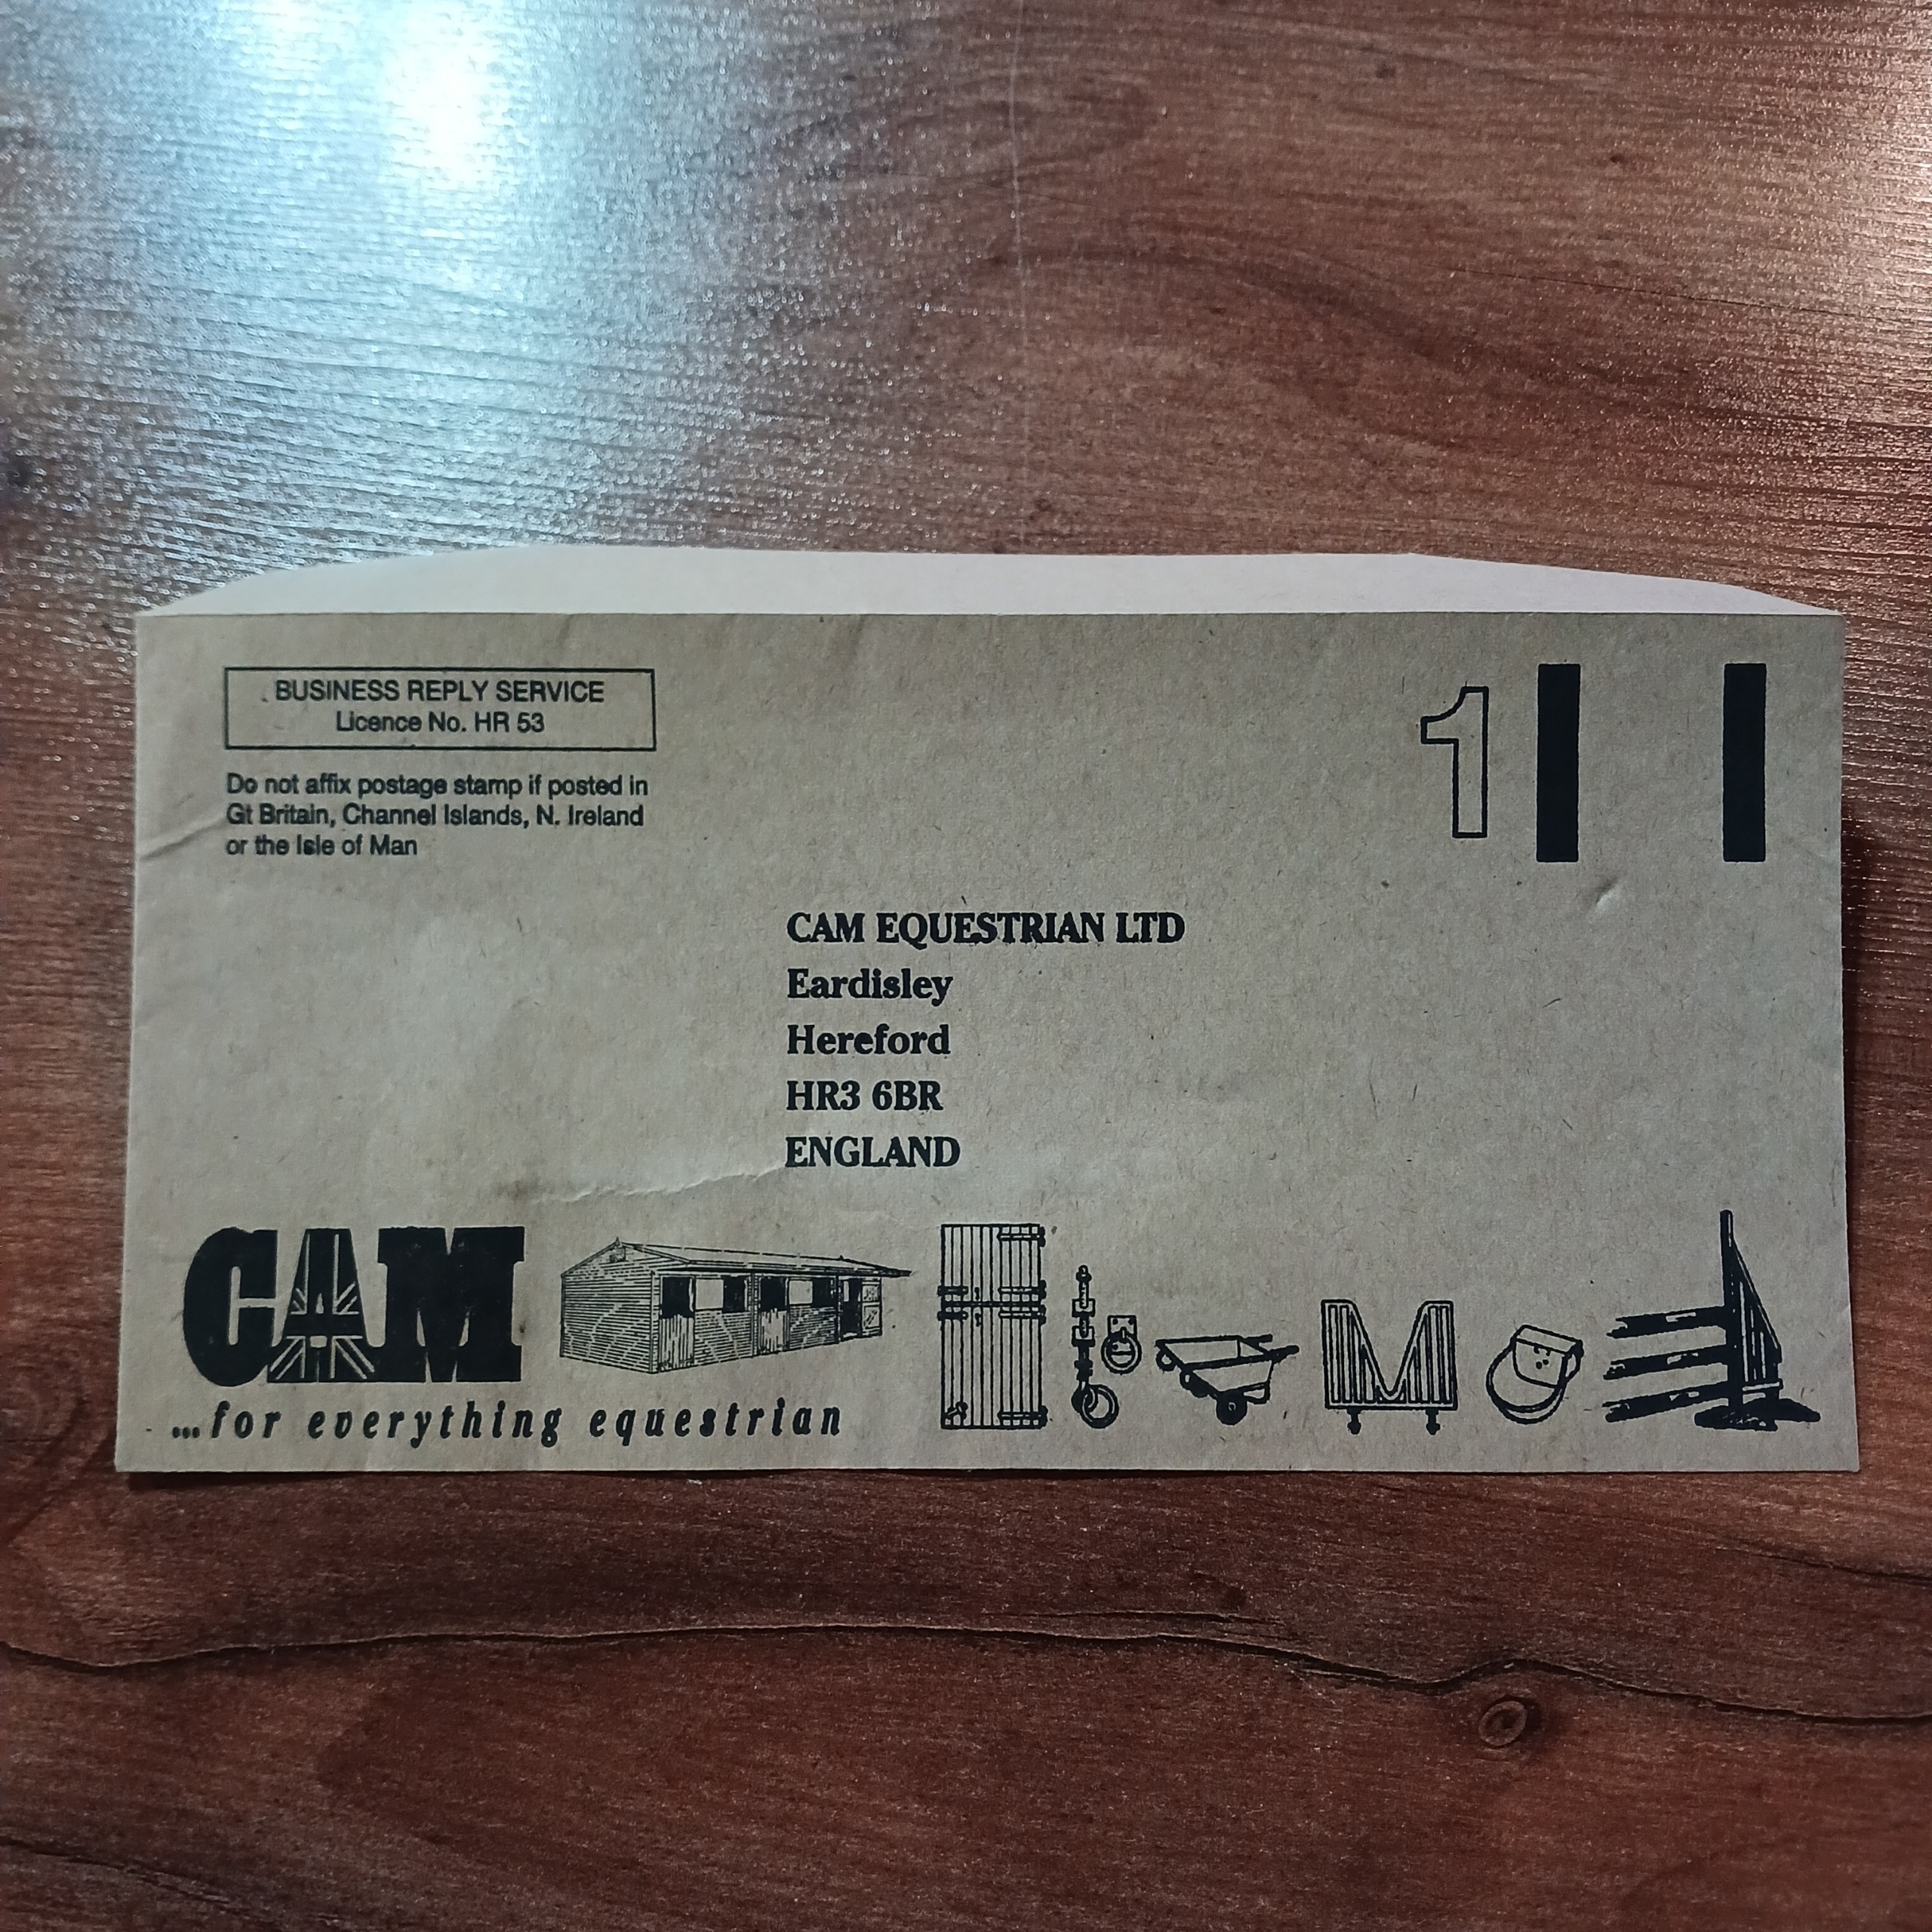 BUSINESS REPLY SERVICE
Licence No. HR 53
Do not affix postage stamp if posted in
Gt Britain, Channel Islands, N. Ireland
or the Isle of Man
1
CAM EQUESTRIAN LTD
Eardisley
Hereford
HR3 6BR
ENGLAND
CAM
...for everything equestrian